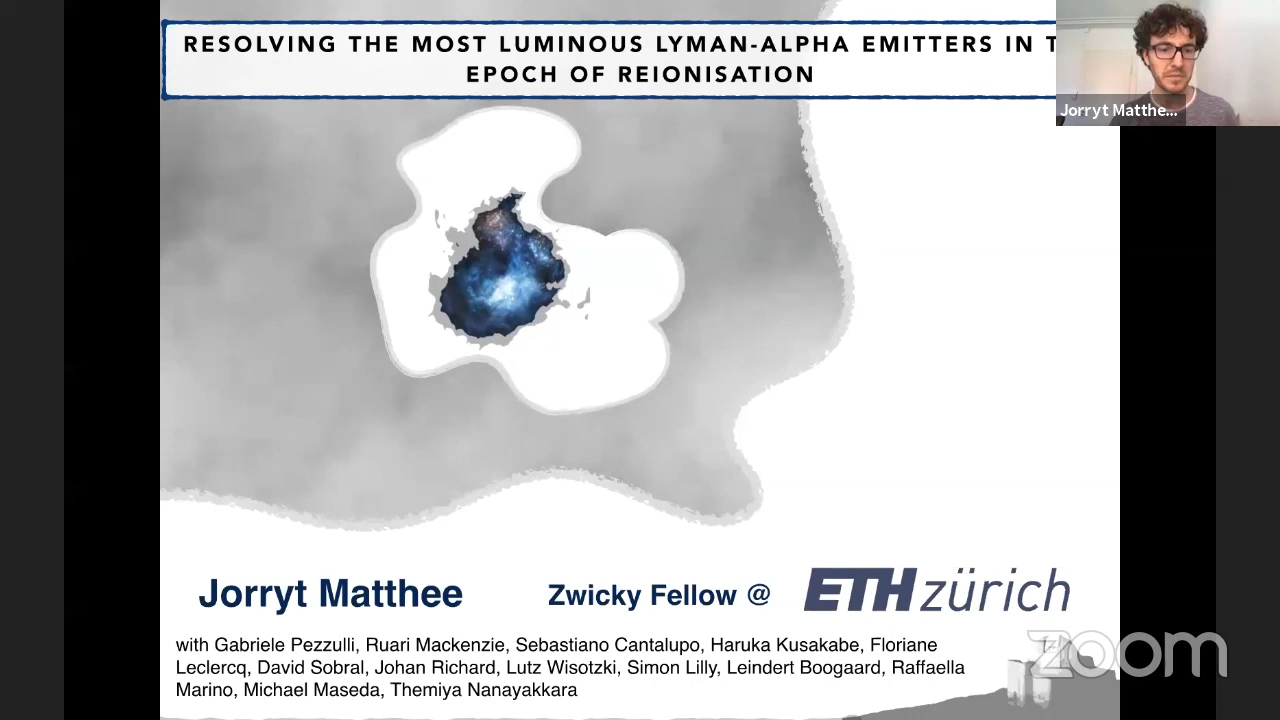 RESOLVING THE MOST LUMINOUS LYMAN-ALPHA EMITTERS IN T
EPOCH OF REIONISATION
Jorryt Matthe...
Jorryt Matthee
Zwicky Fellow @
ETH zürich
with Gabriele Pezzulli, Ruari Mackenzie, Sebastiano Cantalupo, Haruka Kusakabe, Floriane
Leclercq, David Sobral, Johan Richard, Lutz Wisotzki, Simon Lilly, Leindert Boogaard, Raffaella
Marino, Michael Maseda, Themiya Nanayakkara
zoom